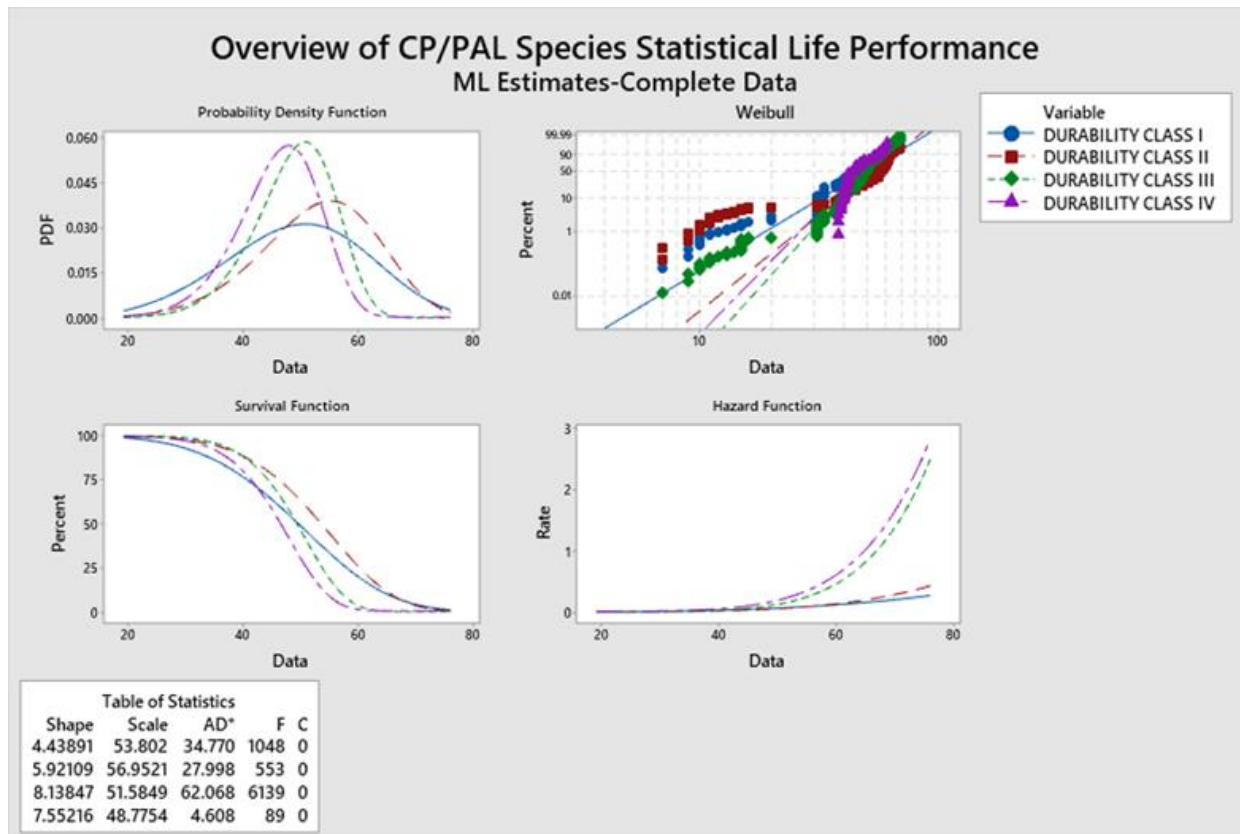 Overview of CP/PAL Species Statistical Life Performance
ML Estimates-Complete Data
Probability Density Function
0.060
0.045
0.030
0.015
0.000
PDF
20 40 60 80
Data
Weibull
99.99
90
50
10
1
0.01
Percent
10 100
Data
Variable
DURABILITY CLASS I
DURABILITY CLASS II
DURABILITY CLASS III
DURABILITY CLASS IV
Survival Function
100
75
50
25
0
Percent
20 40 60 80
Data
Hazard Function
3
2
1
0
Rate
20 40 60 80
Data
Table of Statistics
Shape Scale AD* F C
4.43891 53.802 34.770 1048 0
5.92109 56.9521 27.998 553 0
8.13847 51.5849 62.068 6139 0
7.55216 48.7754 4.608 89 0